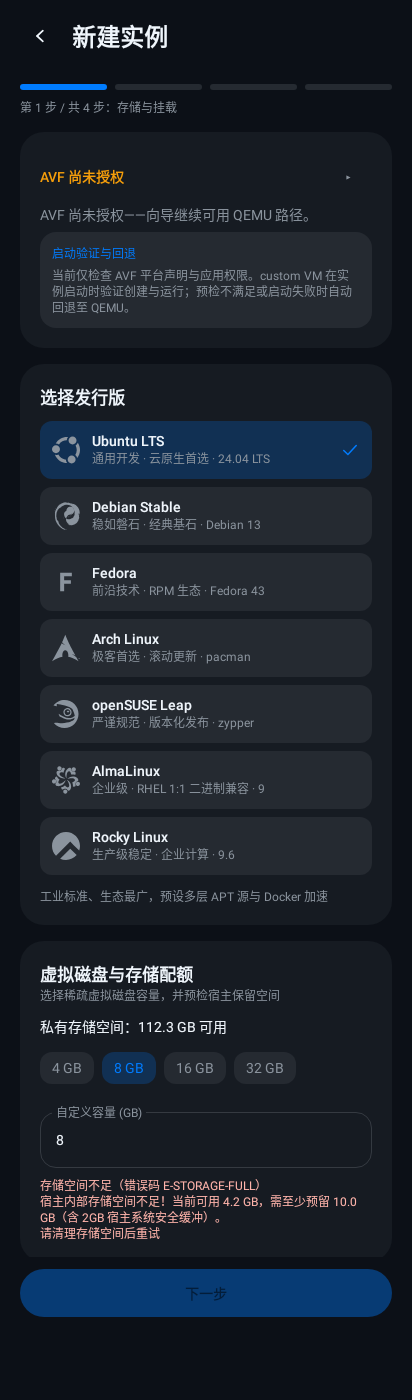 新建实例
第 1 步 / 共 4 步：存储与挂载
AVF 尚未授权
AVF 尚未授权——向导继续可用 QEMU 路径。
启动验证与回退
当前仅检查 AVF 平台声明与应用权限。custom VM 在实
例启动时验证创建与运行；预检不满足或启动失败时自动
回退至 QEMU。
选择发行版
Ubuntu LTS
通用开发 · 云原生首选 · 24.04 LTS
Debian Stable
稳如磐石 · 经典基石 · Debian 13
Fedora
前沿技术 · RPM 生态 · Fedora 43
Arch Linux
极客首选 · 滚动更新 · pacman
openSUSE Leap
严谨规范 · 版本化发布 · zypper
AlmaLinux
企业级 · RHEL 1:1 二进制兼容 · 9
Rocky Linux
生产级稳定 · 企业计算 · 9.6
工业标准、生态最广，预设多层 APT 源与 Docker 加速
虚拟磁盘与存储配额
选择稀疏虚拟磁盘容量，并预检宿主保留空间
私有存储空间：112.3 GB 可用
4 GB 8 GB 16 GB 32 GB
自定义容量 (GB)
8
存储空间不足（错误码 E-STORAGE-FULL）
宿主内部存储空间不足！当前可用 4.2 GB，需至少预留 10.0
GB（含 2GB 宿主系统安全缓冲）。
请清理存储空间后重试
下一步